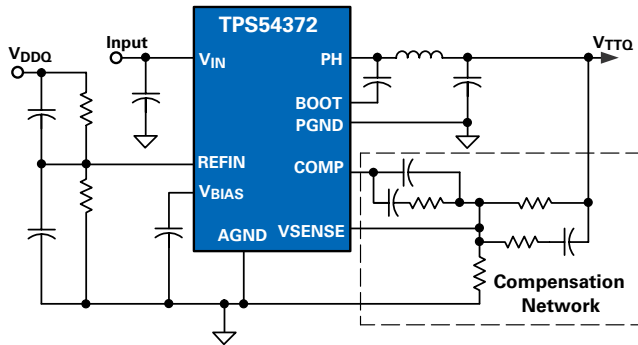 TPS54372
VDDQ
Input
VTTQ
VIN
PH
BOOT
PGND
REFIN
COMP
VBIAS
VSENSE
AGND
Compensation
Network